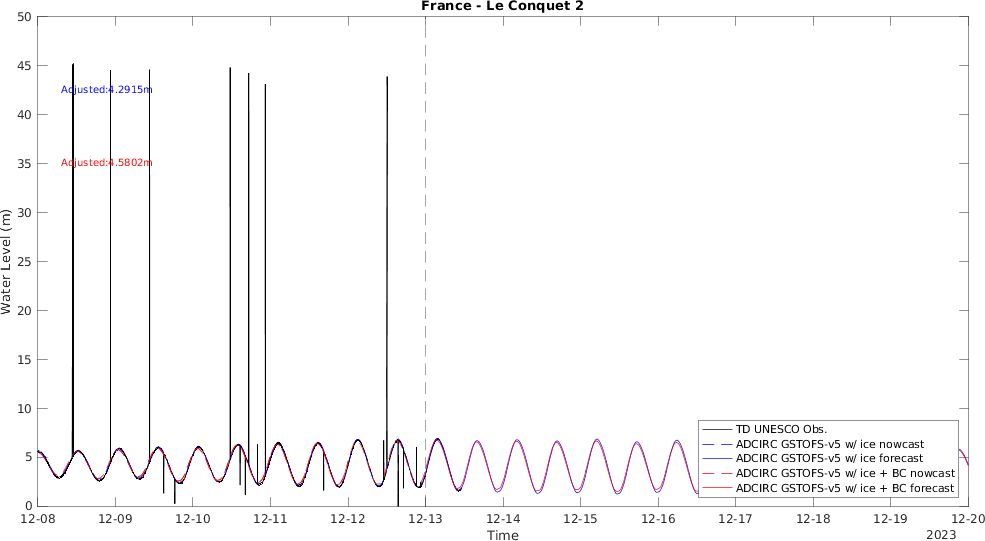 France - Le Conquet 2
50
45
40
35
30
25
20
15
10
5
0
Water Level (m)
Adjusted:4.2915m
Adjusted:4.5802m
TD UNESCO Obs.
ADCIRC GSTOFS-v5 w/ ice nowcast
ADCIRC GSTOFS-v5 w/ ice forecast
ADCIRC GSTOFS-v5 w/ ice + BC nowcast
ADCIRC GSTOFS-v5 w/ ice + BC forecast
12-08 12-09 12-10 12-11 12-12 12-13 12-14 12-15 12-16 12-17 12-18 12-19 12-20
Time
2023